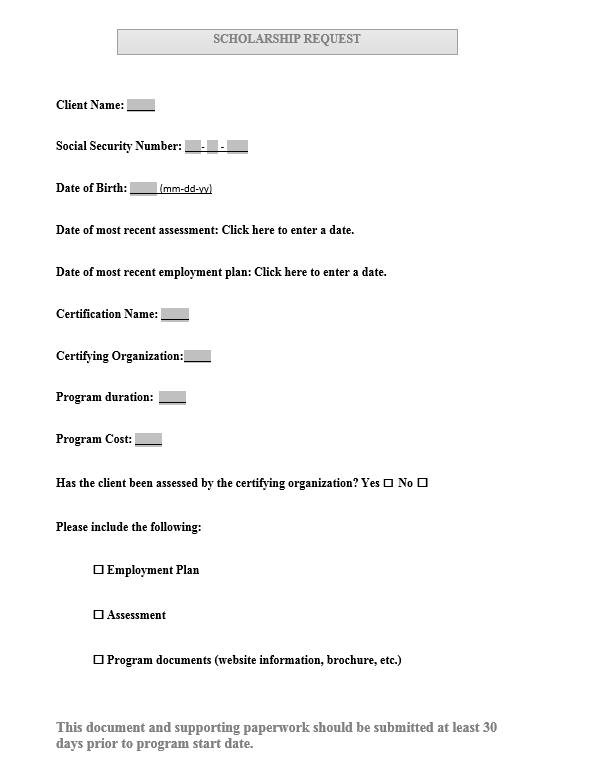 SCHOLARSHIP REQUEST
Client Name:
Social Security Number: - -
Date of Birth: (mm-dd-yy)
Date of most recent assessment: Click here to enter a date.
Date of most recent employment plan: Click here to enter a date.
Certification Name:
Certifying Organization:
Program duration:
Program Cost:
Has the client been assessed by the certifying organization? Yes ☐ No ☐
Please include the following:
☐ Employment Plan
☐ Assessment
☐ Program documents (website information, brochure, etc.)
This document and supporting paperwork should be submitted at least 30
days prior to program start date.